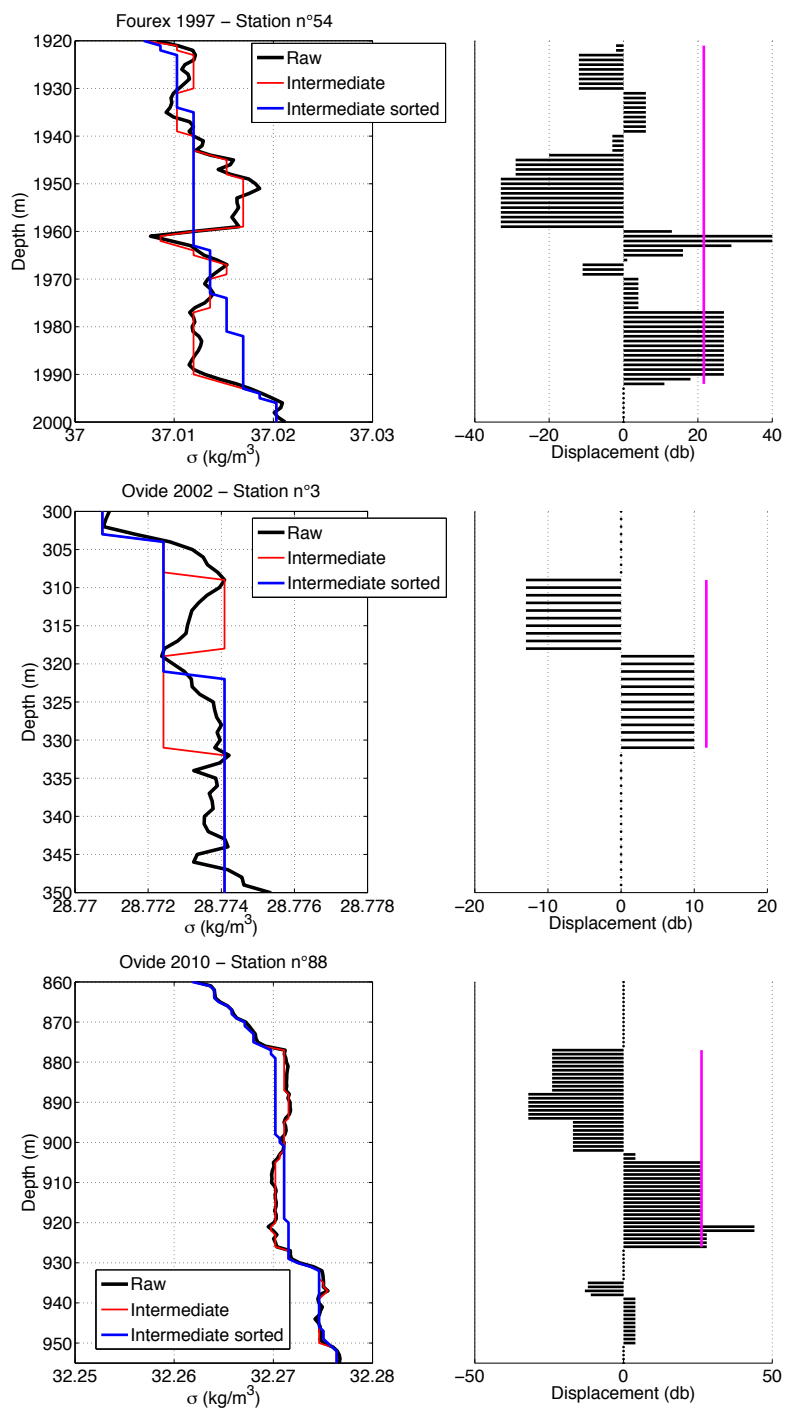 Fourex 1997 − Station n°54
1920
1930
1940
1950
1960
1970
1980
1990
2000
Depth (m)
37
37.01
37.02
37.03
σ (kg/m³)
Raw
Intermediate
Intermediate sorted
−40
−20
0
20
40
Displacement (db)
Ovide 2002 − Station n°3
300
305
310
315
320
325
330
335
340
345
350
Depth (m)
28.77
28.772
28.774
28.776
28.778
σ (kg/m³)
Raw
Intermediate
Intermediate sorted
−20
−10
0
10
20
Displacement (db)
Ovide 2010 − Station n°88
860
870
880
890
900
910
920
930
940
950
Depth (m)
32.25
32.26
32.27
32.28
σ (kg/m³)
Raw
Intermediate
Intermediate sorted
−50
0
50
Displacement (db)